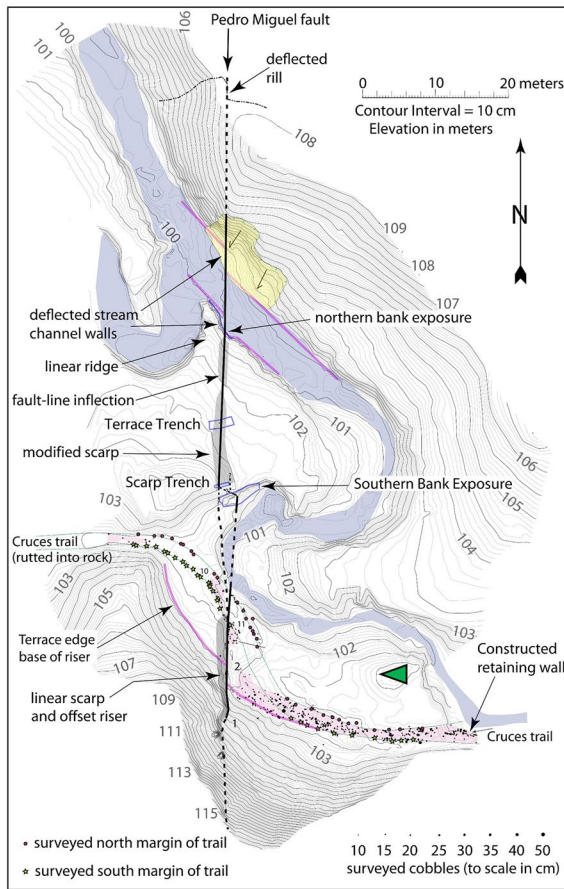 106
Pedro Miguel fault
100
101
deflected
rill
0 10 20 meters
Contour Interval = 10 cm
Elevation in meters
108
N
109
108
107
100
deflected stream
channel walls
northern bank exposure
linear ridge
101
fault-line inflection
102
Terrace Trench
106
modified scarp
105
Scarp Trench
Southern Bank Exposure
103
104
101
Cruces trail
(rutted into rock)
102
103
10
105
103
Terrace edge
base of riser
11
102
Constructed
retaining wall
107
2
linear scarp
and offset riser
109
1
Cruces trail
103
111
113
115
surveyed north margin of trail
10 15 20 25 30 35 40 50
surveyed south margin of trail
surveyed cobbles (to scale in cm)